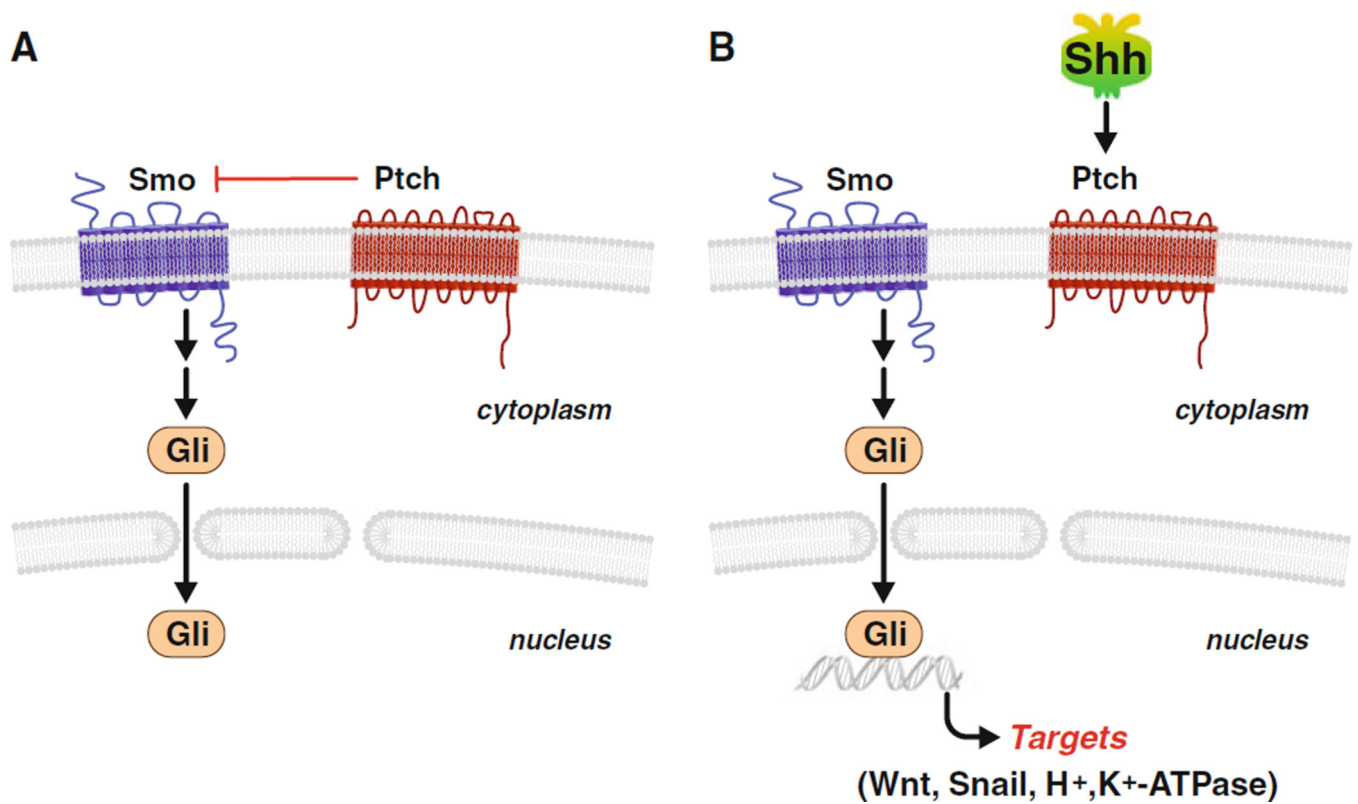 A
Smo
Ptch
cytoplasm
Gli
Gli
nucleus
B
Shh
Smo
Ptch
cytoplasm
Gli
Gli
nucleus
Targets
(Wnt, Snail, H+,K+-ATPase)